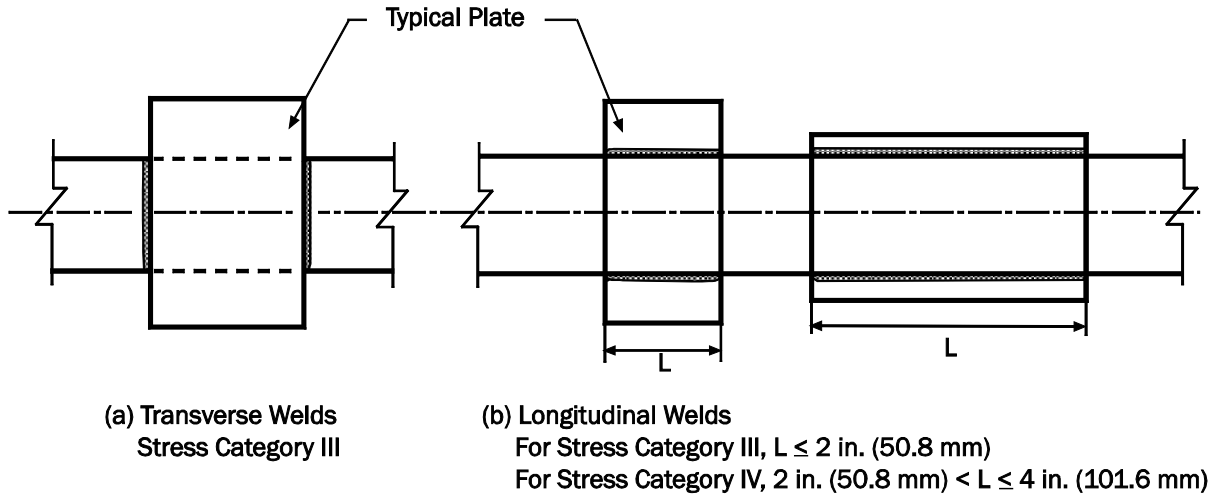 Typical Plate
L
L
(a) Transverse Welds
Stress Category III
(b) Longitudinal Welds
For Stress Category III, L ≤ 2 in. (50.8 mm)
For Stress Category IV, 2 in. (50.8 mm) < L ≤ 4 in. (101.6 mm)